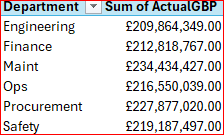 Department Sum of ActualGBP
Engineering £209,864,349.00
Finance £212,818,767.00
Maint £234,434,427.00
Ops £216,550,039.00
Procurement £227,877,020.00
Safety £219,187,497.00